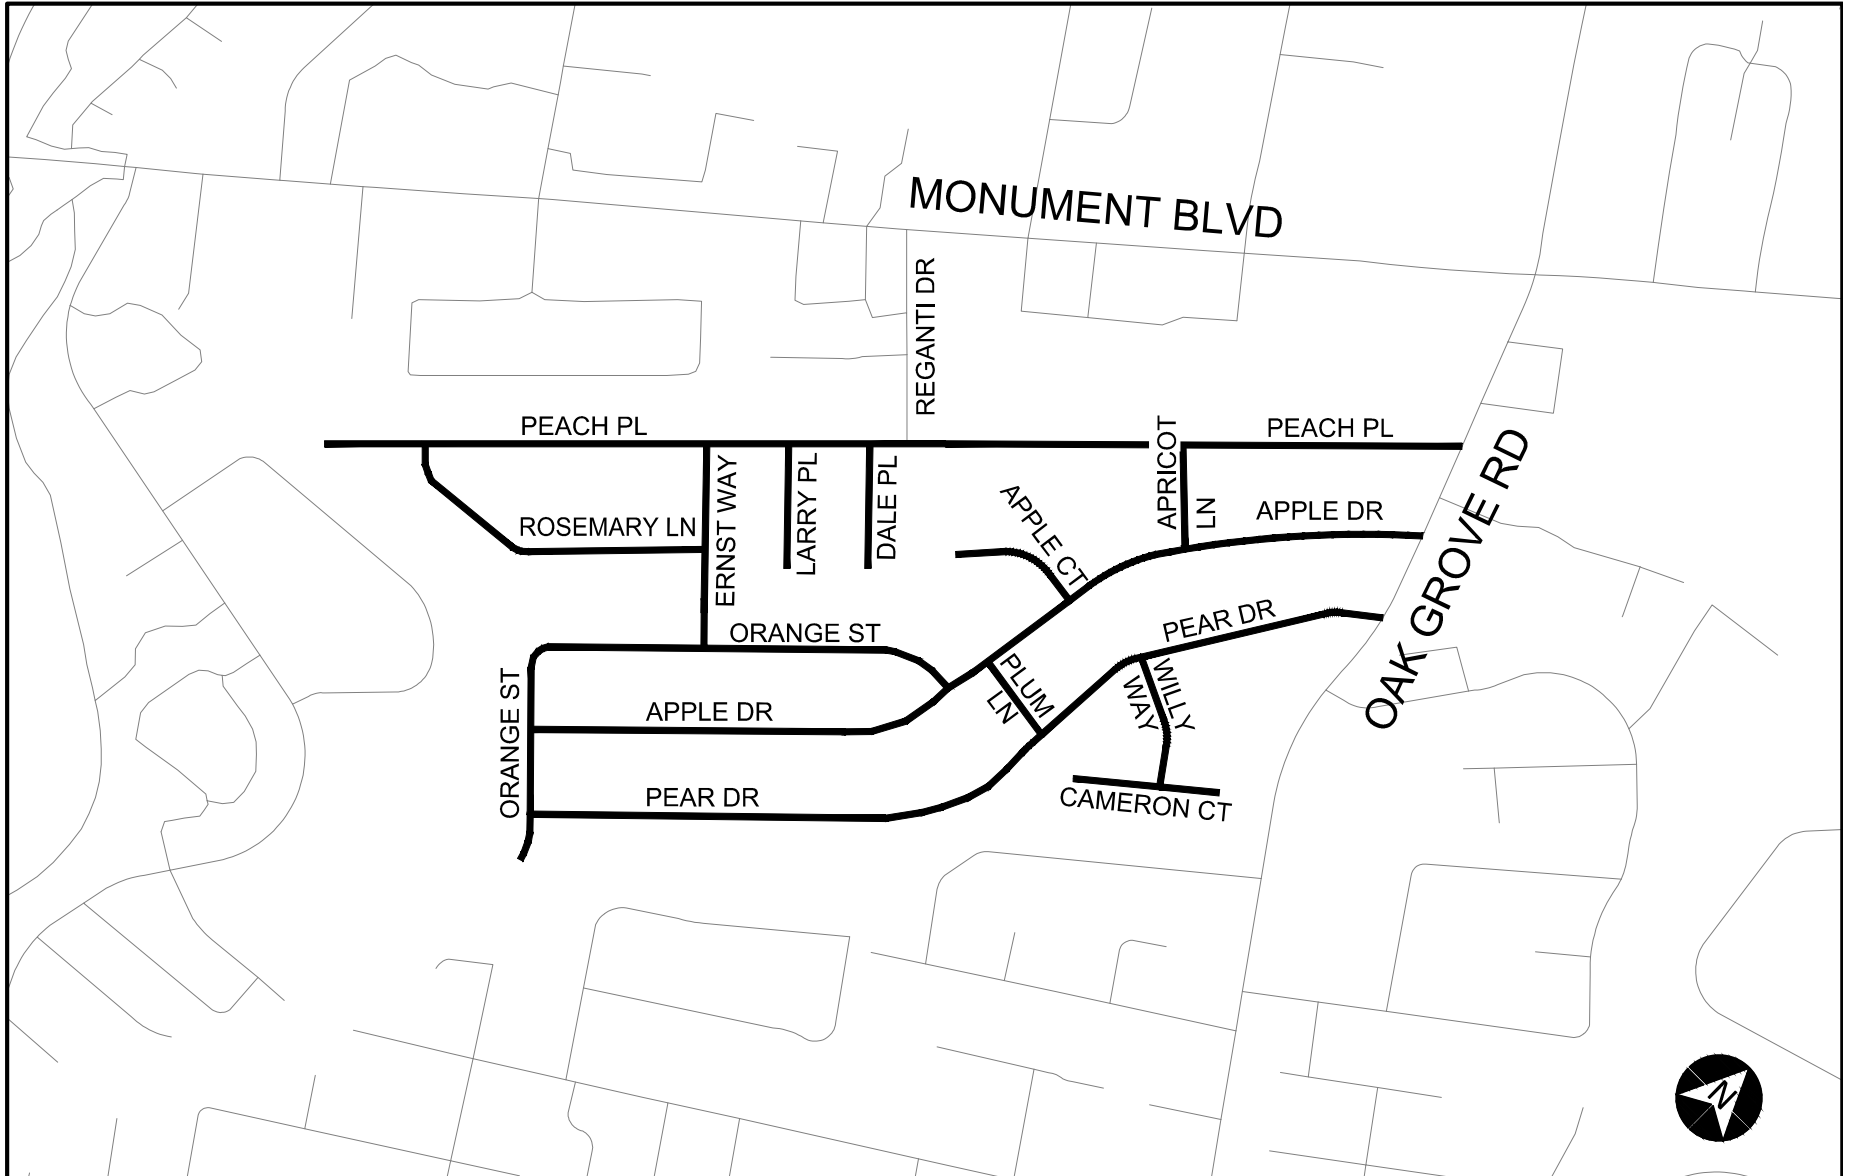 MONUMENT BLVD
REGANTI DR
PEACH PL
PEACH PL
APRICOT
LN
OAK GROVE RD
ERNST WAY
LARRY PL
DALE PL
APPLE CT
APPLE DR
ROSEMARY LN
PEAR DR
ORANGE ST
PLUM
LN
WILLY
WAY
ORANGE ST
APPLE DR
PEAR DR
CAMERON CT
N